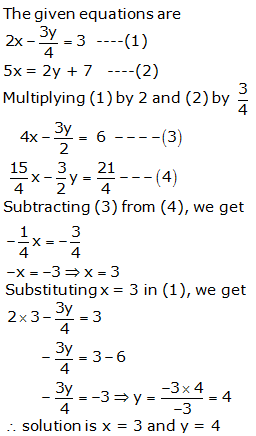 The given equations are
2x − 3y/4 = 3 ----(1)
5x = 2y + 7 ----(2)
Multiplying (1) by 2 and (2) by 3/4
4x − 3y/2 = 6 −−−−(3)
15/4 x − 3/2 y = 21/4 −−−(4)
Subtracting (3) from (4), we get
−1/4 x = −3/4
−x = −3 ⇒ x = 3
Substituting x = 3 in (1), we get
2 × 3 − 3y/4 = 3
− 3y/4 = 3 − 6
− 3y/4 = −3 ⇒ y = −3 × 4/−3 = 4
∴ solution is x = 3 and y = 4